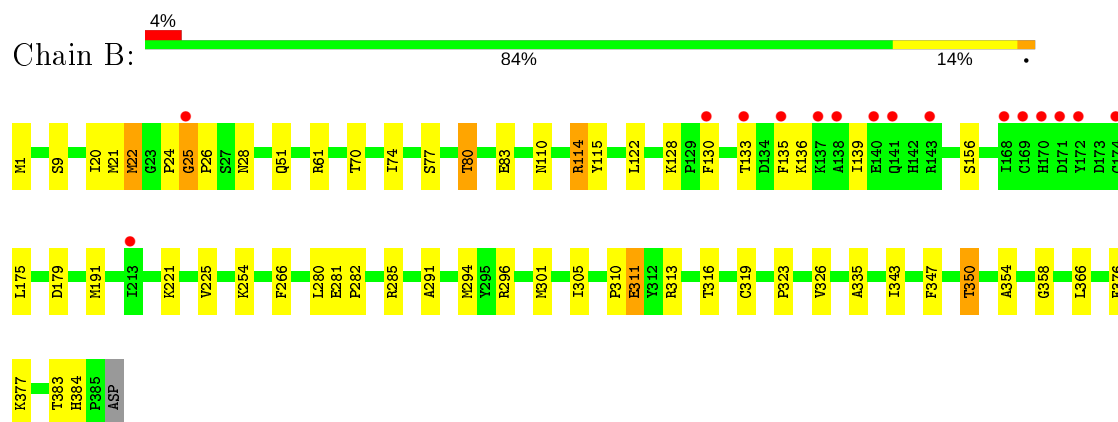 4%
Chain B:
84% 14% •
M1 S9 I20 M21 M22 G23 P24 G25 P26 S27 N28 Q51 R61 T70 I74 S77 T80 E83 N110 R114 Y115 L122 K128 P129 F130 T133 D134 F135 K136 K137 A138 I139 E140 Q141 H142 R143 S156 I168 C169 H170 D171 Y172 D173 C174
L175 D179 M191 I213 K221 V225 K254 F266 L280 E281 P282 R285 A291 M294 Y295 R296 M301 I305 P310 E311 Y312 R313 T316 C319 P323 V326 A335 I343 F347 T350 A354 G358 L366
K377 T383 H384 P385 ASP